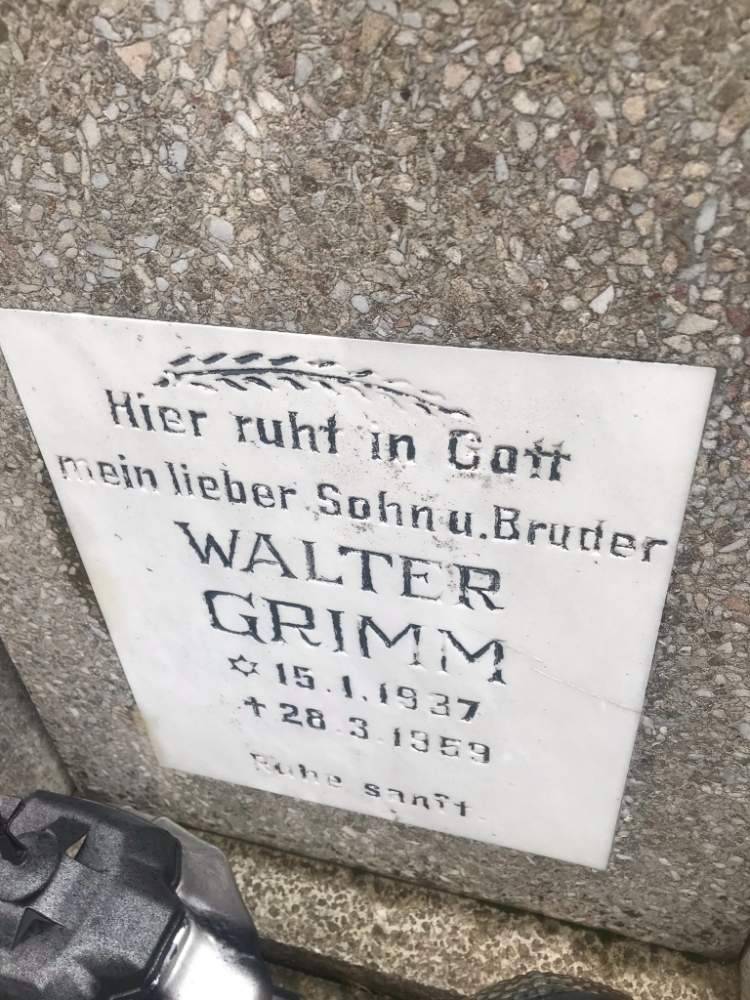 Hier ruht in Gott
mein lieber Sohn u. Bruder
WALTER
GRIMM
✡ 15.1.1937
✝ 28.3.1959
Ruhe sanft